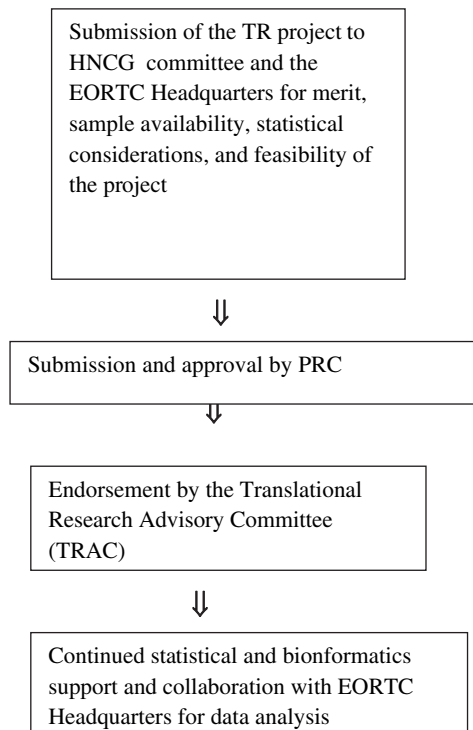 Submission of the TR project to
HNCG committee and the
EORTC Headquarters for merit,
sample availability, statistical
considerations, and feasibility of
the project
⇓
Submission and approval by PRC
⇓
Endorsement by the Translational
Research Advisory Committee
(TRAC)
⇓
Continued statistical and bionformatics
support and collaboration with EORTC
Headquarters for data analysis